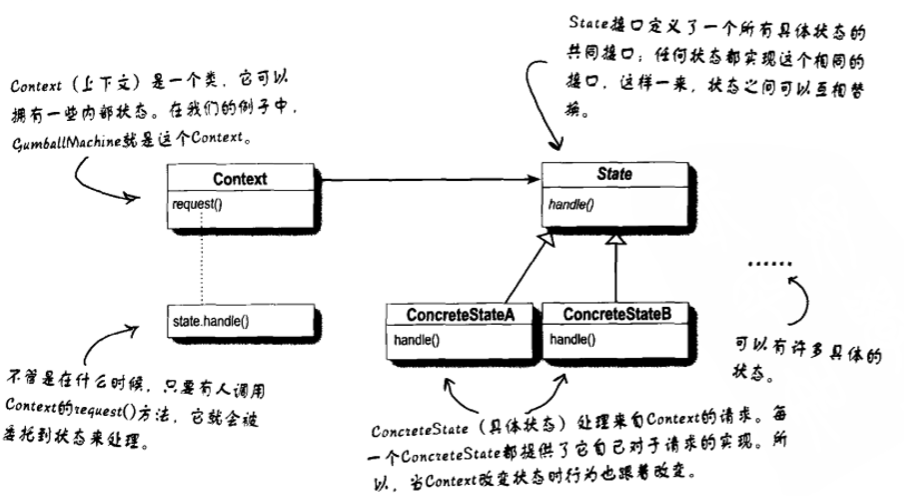 State接口定义了一个所有具体状态的
共同接口；任何状态都实现这个相同的
接口，这样一来，状态之间可以互相替
换。
Context（上下文）是一个类，它可以
拥有一些内部状态。在我们的例子中，
GumballMachine就是这个Context。
Context
request()
State
handle()
state.handle()
ConcreteStateA
handle()
ConcreteStateB
handle()
......
可以有许多具体的
状态。
不管是在什么时候，只要有人调用
Context的request()方法，它就会被
委托到状态来处理。
ConcreteState（具体状态）处理来自Context的请求。每
一个ConcreteState都提供了它自己对于请求的实现。所
以，当Context改变状态时行为也跟着改变。